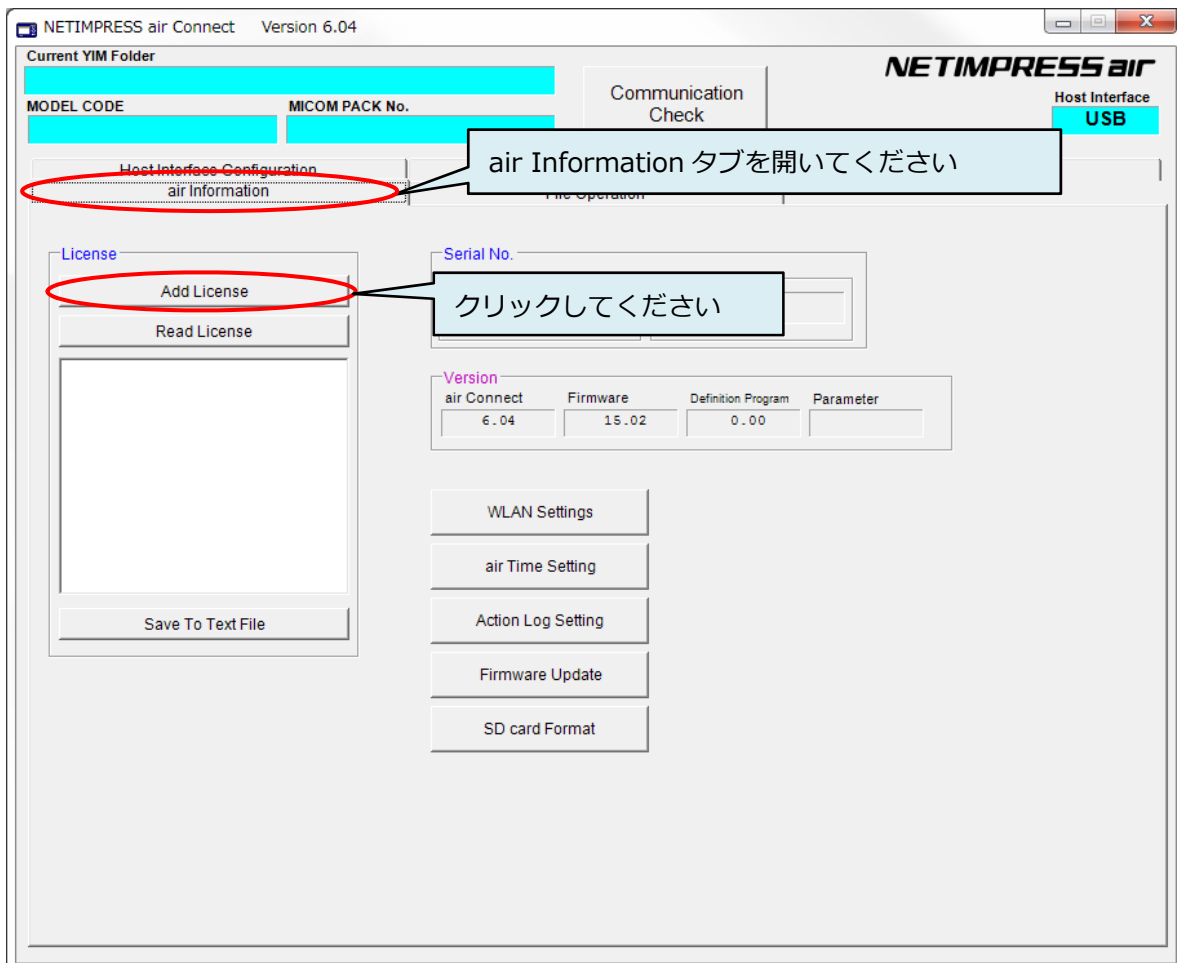 NETIMPRESS air Connect Version 6.04
Current YIM Folder
NETIMPRESS air
Communication
Check
Host Interface
USB
MODEL CODE
MICOM PACK No.
air Information タブを開いてください
Host Interface Configuration
air Information
File Operation
License
Add License
Read License
Save To Text File
Serial No.
クリックしてください
Version
air Connect Firmware Definition Program Parameter
6.04 15.02 0.00
WLAN Settings
air Time Setting
Action Log Setting
Firmware Update
SD card Format